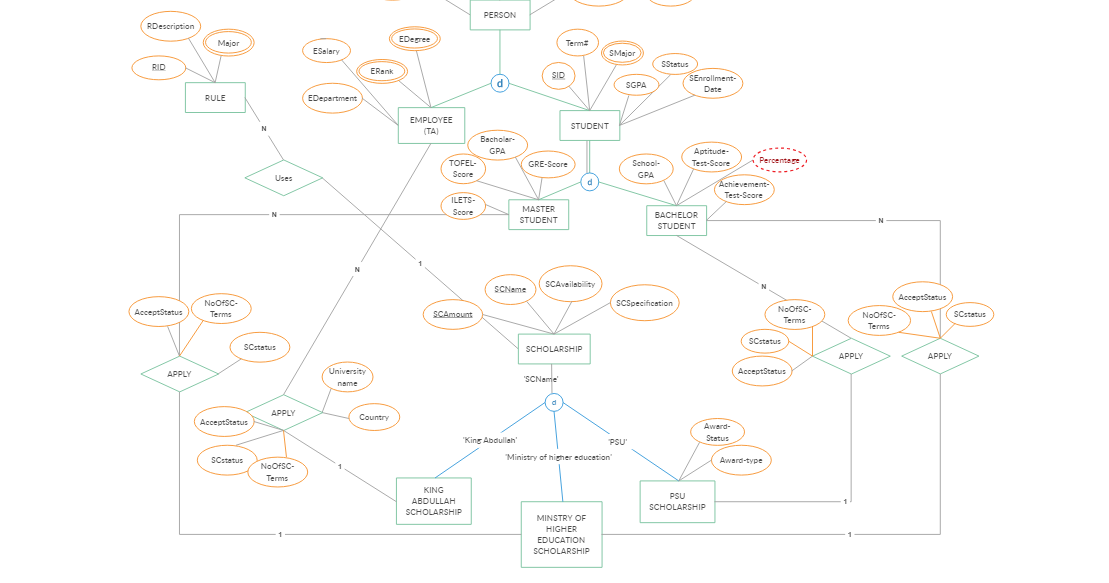 PERSON
RDescription
Major
RID
RULE
ESalary
EDegree
ERank
EDepartment
EMPLOYEE
(TA)
d
Term#
SMajor
SID
SStatus
SGPA
SEnrollment-
Date
STUDENT
N
Uses
Bacholar-
GPA
TOFEL-
Score
GRE-Score
ILETS-
Score
MASTER
STUDENT
d
School-
GPA
Aptitude-
Test-Score
Percentage
Achievement-
Test-Score
BACHELOR
STUDENT
N
N
1
N
N
SCName
SCAvailability
SCAmount
SCSpecification
SCHOLARSHIP
AcceptStatus
NoOfSC-
Terms
SCstatus
APPLY
NoOfSC-
Terms
SCstatus
AcceptStatus
APPLY
AcceptStatus
NoOfSC-
Terms
SCstatus
APPLY
University
name
Country
APPLY
AcceptStatus
SCstatus
NoOfSC-
Terms
'SCName'
d
'King Abdullah'
'Ministry of higher education'
'PSU'
Award-
Status
Award-type
1
KING
ABDULLAH
SCHOLARSHIP
PSU
SCHOLARSHIP
1
MINSTRY OF
HIGHER
EDUCATION
SCHOLARSHIP
1
1